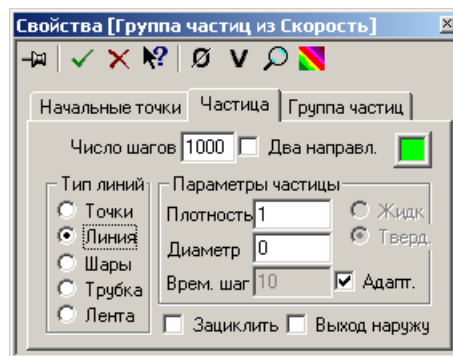 Свойства [Группа частиц из Скорость]
Ø V
Начальные точки Частица Группа частиц
Число шагов 1000 Два направл.
Тип линий Параметры частицы
Точки Плотность 1 Жидк
Линия Диаметр 0 Тверд.
Шары Врем. шаг 10 Адапт.
Трубка
Лента Зациклить Выход наружу